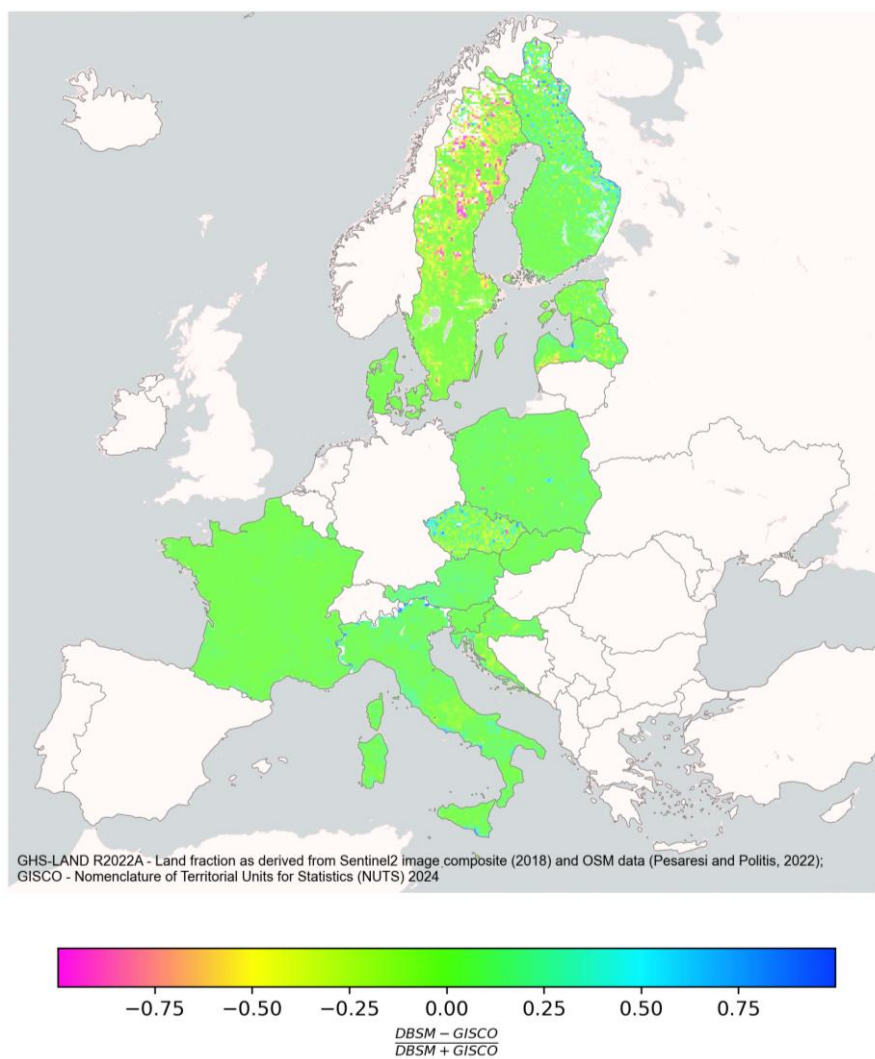 GHS-LAND R2022A - Land fraction as derived from Sentinel2 image composite (2018) and OSM data (Pesaresi and Politis, 2022);
GISCO - Nomenclature of Territorial Units for Statistics (NUTS) 2024
−0.75 −0.50 −0.25 0.00 0.25 0.50 0.75
DBSM − GISCO
DBSM + GISCO